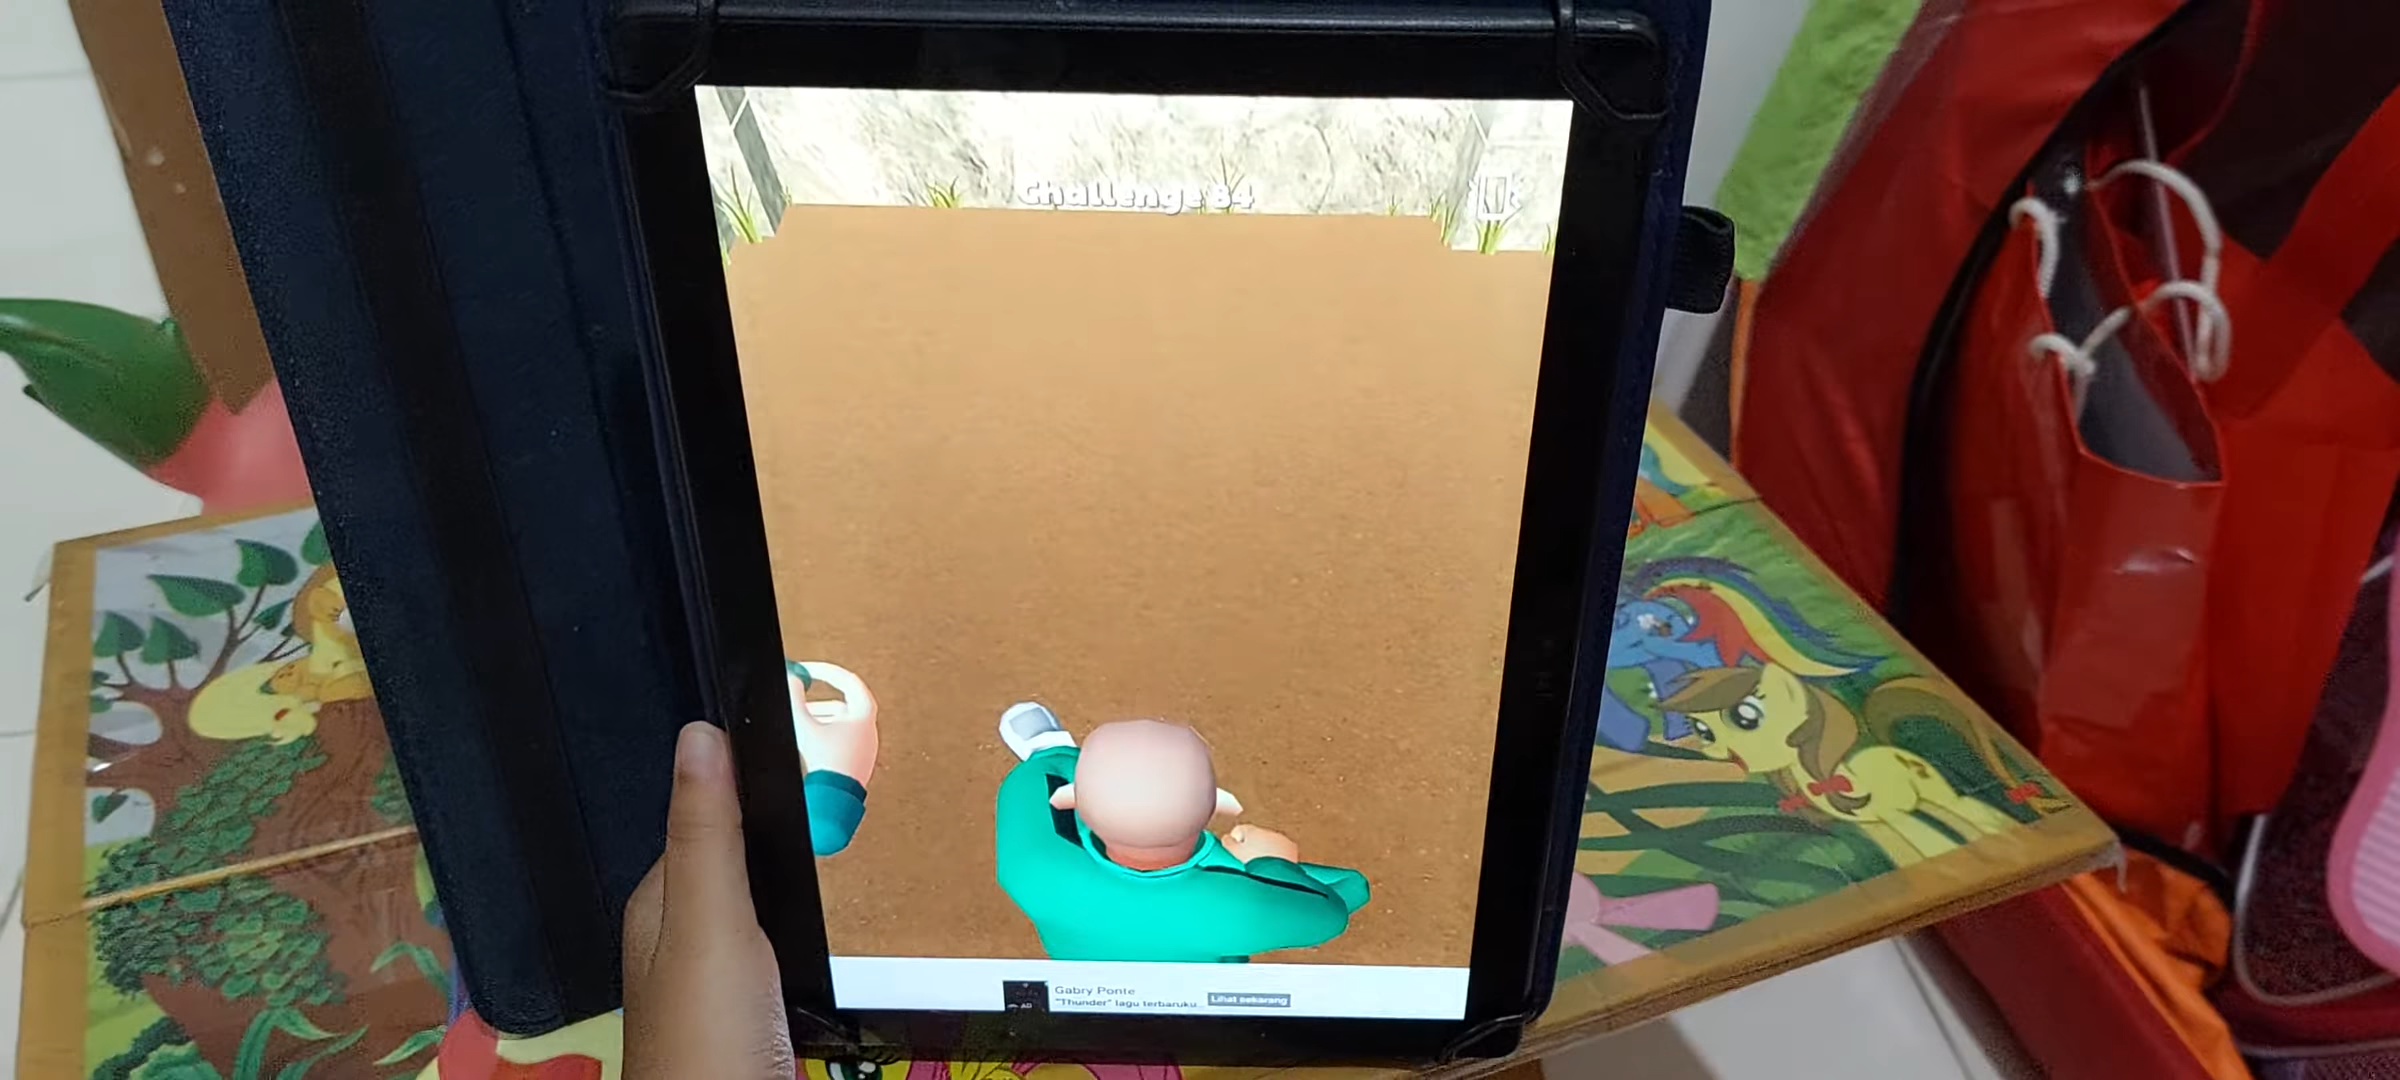 Challenge 84
Gabry Ponte
"Thunder" lagu terbaruku...
Lihat sekarang
AD